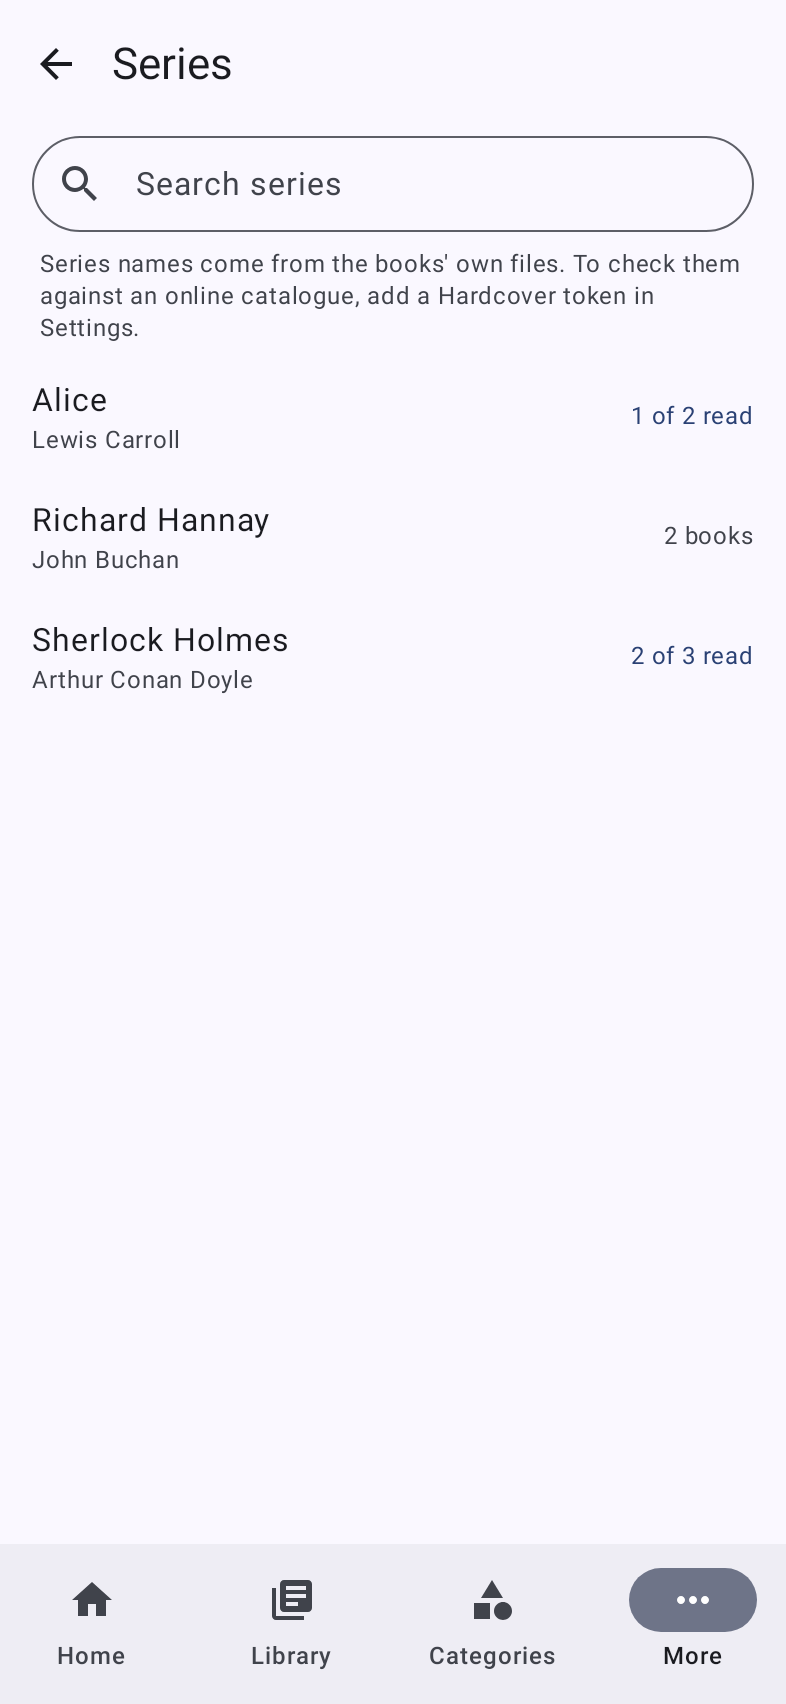 Series
Search series
Series names come from the books' own files. To check them
against an online catalogue, add a Hardcover token in
Settings.
Alice
Lewis Carroll
1 of 2 read
Richard Hannay
John Buchan
2 books
Sherlock Holmes
Arthur Conan Doyle
2 of 3 read
Home
Library
Categories
More